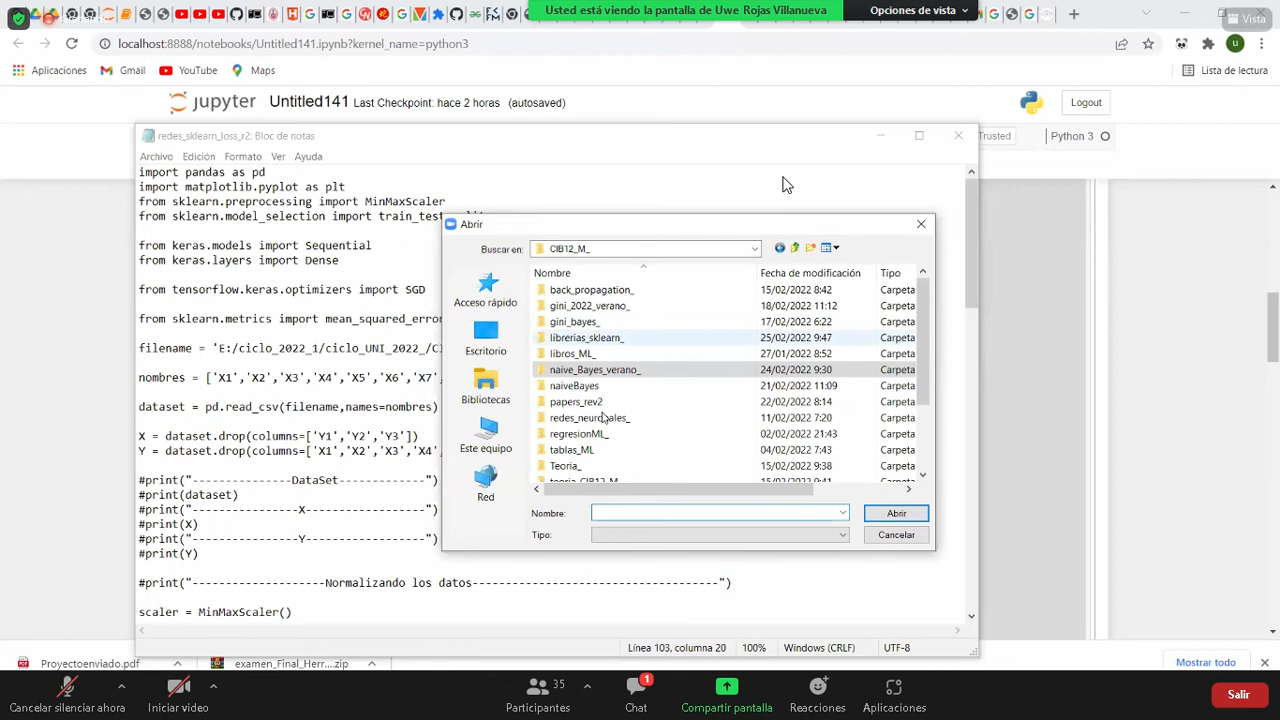 Usted está viendo la pantalla de Uwe Rojas Villanueva
Opciones de vista
Vista
localhost:8888/notebooks/Untitled141.ipynb?kernel_name=python3
Aplicaciones
Gmail
YouTube
Maps
Lista de lectura
jupyter
Untitled141
Last Checkpoint: hace 2 horas
(autosaved)
Logout
Trusted
Python 3
redes_sklearn_loss_r2: Bloc de notas
Archivo Edición Formato Ver Ayuda
import pandas as pd
import matplotlib.pyplot as plt
from sklearn.preprocessing import MinMaxScaler
from sklearn.model_selection import
from keras.models import Sequential
from keras.layers import Dense
from tensorflow.keras.optimizers import SGD
from sklearn.metrics import
filename = 'E:/ciclo_2022_1/ciclo_UNI_2022_/CI
nombres = ['X1','X2','X3','X4','X5','X6','X7',
dataset = pd.read_csv(filename,names=nombres)
X = dataset.drop(columns=['Y1','Y2','Y3'])
Y = dataset.drop(columns=['X1','X2','X3','X4',
#print("---------------DataSet-------------")
#print(dataset)
#print("---------------X-------------------")
#print(X)
#print("---------------Y-------------------")
#print(Y)
#print("--------------------Normalizando los datos-------------------------------------")
scaler = MinMaxScaler()
Línea 103, columna 20
100%
Windows (CRLF)
UTF-8
Abrir
Buscar en:
CIB12_M_
Acceso rápido
Escritorio
Bibliotecas
Este equipo
Red
Nombre Fecha de modificación Tipo
back_propagation_ 15/02/2022 8:42 Carpeta
gini_2022_verano_ 18/02/2022 11:12 Carpeta
gini_bayes_ 17/02/2022 6:22 Carpeta
librerias_sklearn_ 25/02/2022 9:47 Carpeta
libros_ML_ 27/01/2022 8:52 Carpeta
naive_Bayes_verano_ 24/02/2022 9:30 Carpeta
naiveBayes 21/02/2022 11:09 Carpeta
papers_rev2 22/02/2022 8:14 Carpeta
redes_neuronales_ 11/02/2022 7:20 Carpeta
regresionML_ 02/02/2022 21:43 Carpeta
tablas_ML 04/02/2022 7:43 Carpeta
Teoria_ 15/02/2022 9:38 Carpeta
teoria_CIB12_M 15/02/2022 9:41 Carpeta
Nombre:
Abrir
Tipo:
Cancelar
Proyectoenviado.pdf
examen_Final_Herr....zip
Mostrar todo
Cancelar silenciar ahora
Iniciar video
35
Participantes
1
Chat
Compartir pantalla
Reacciones
Aplicaciones
Salir